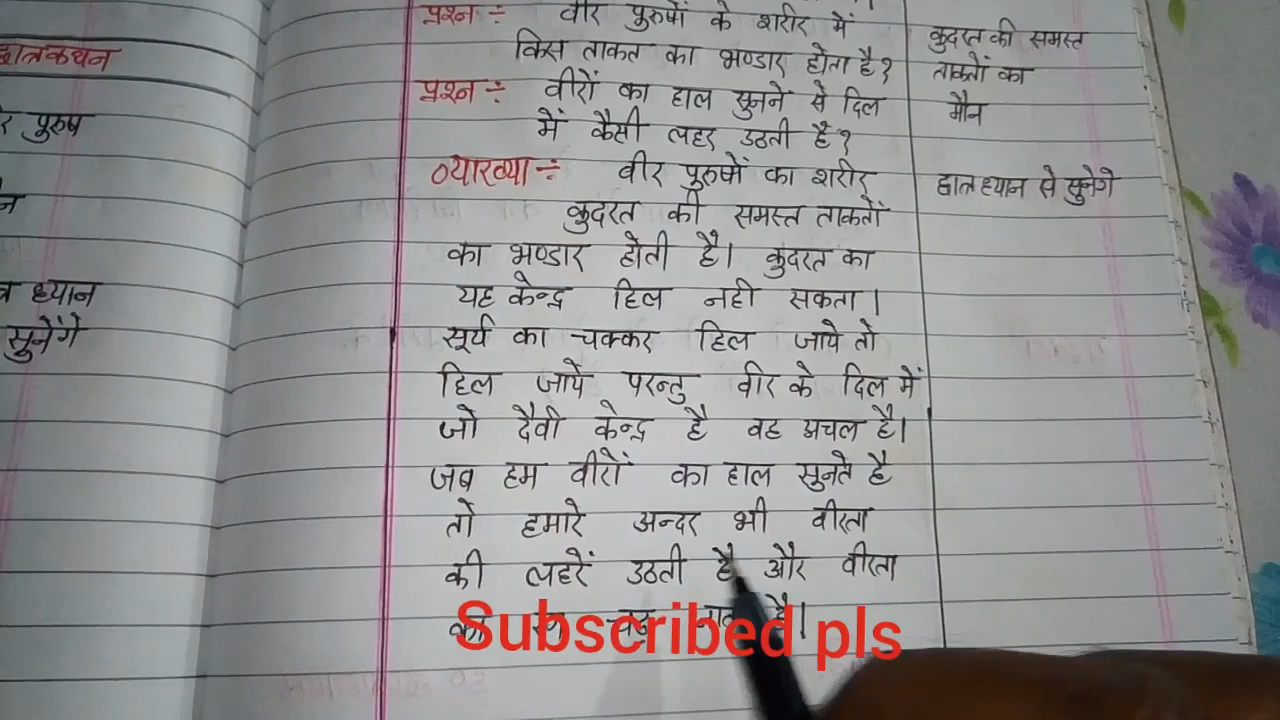 प्रश्न ÷ वीर पुरुषों के शरीर में
किस ताकत का भण्डार होता है?
प्रश्न ÷ वीरों का हाल सुनने से दिल
में कैसी लहर उठती है?
व्याख्या ÷ वीर पुरुषों का शरीर
कुदरत की समस्त ताकतों
का भण्डार होती है। कुदरत का
यह केन्द्र हिल नही सकता।
सूर्य का चक्कर हिल जाये तो
हिल जाये परन्तु वीर के दिल में
जो दैवी केन्द्र है वह अचल है।
जब हम वीरों का हाल सुनते है
तो हमारे अन्दर भी वीरता
की लहरें उठती है और वीरता
है।
Subscribed pls
कुदरत की समस्त
ताकतों का
मौन
छात्र ध्यान से सुनेगे
छात्रकथन
पुरुष
ध्यान
सुनेंगे